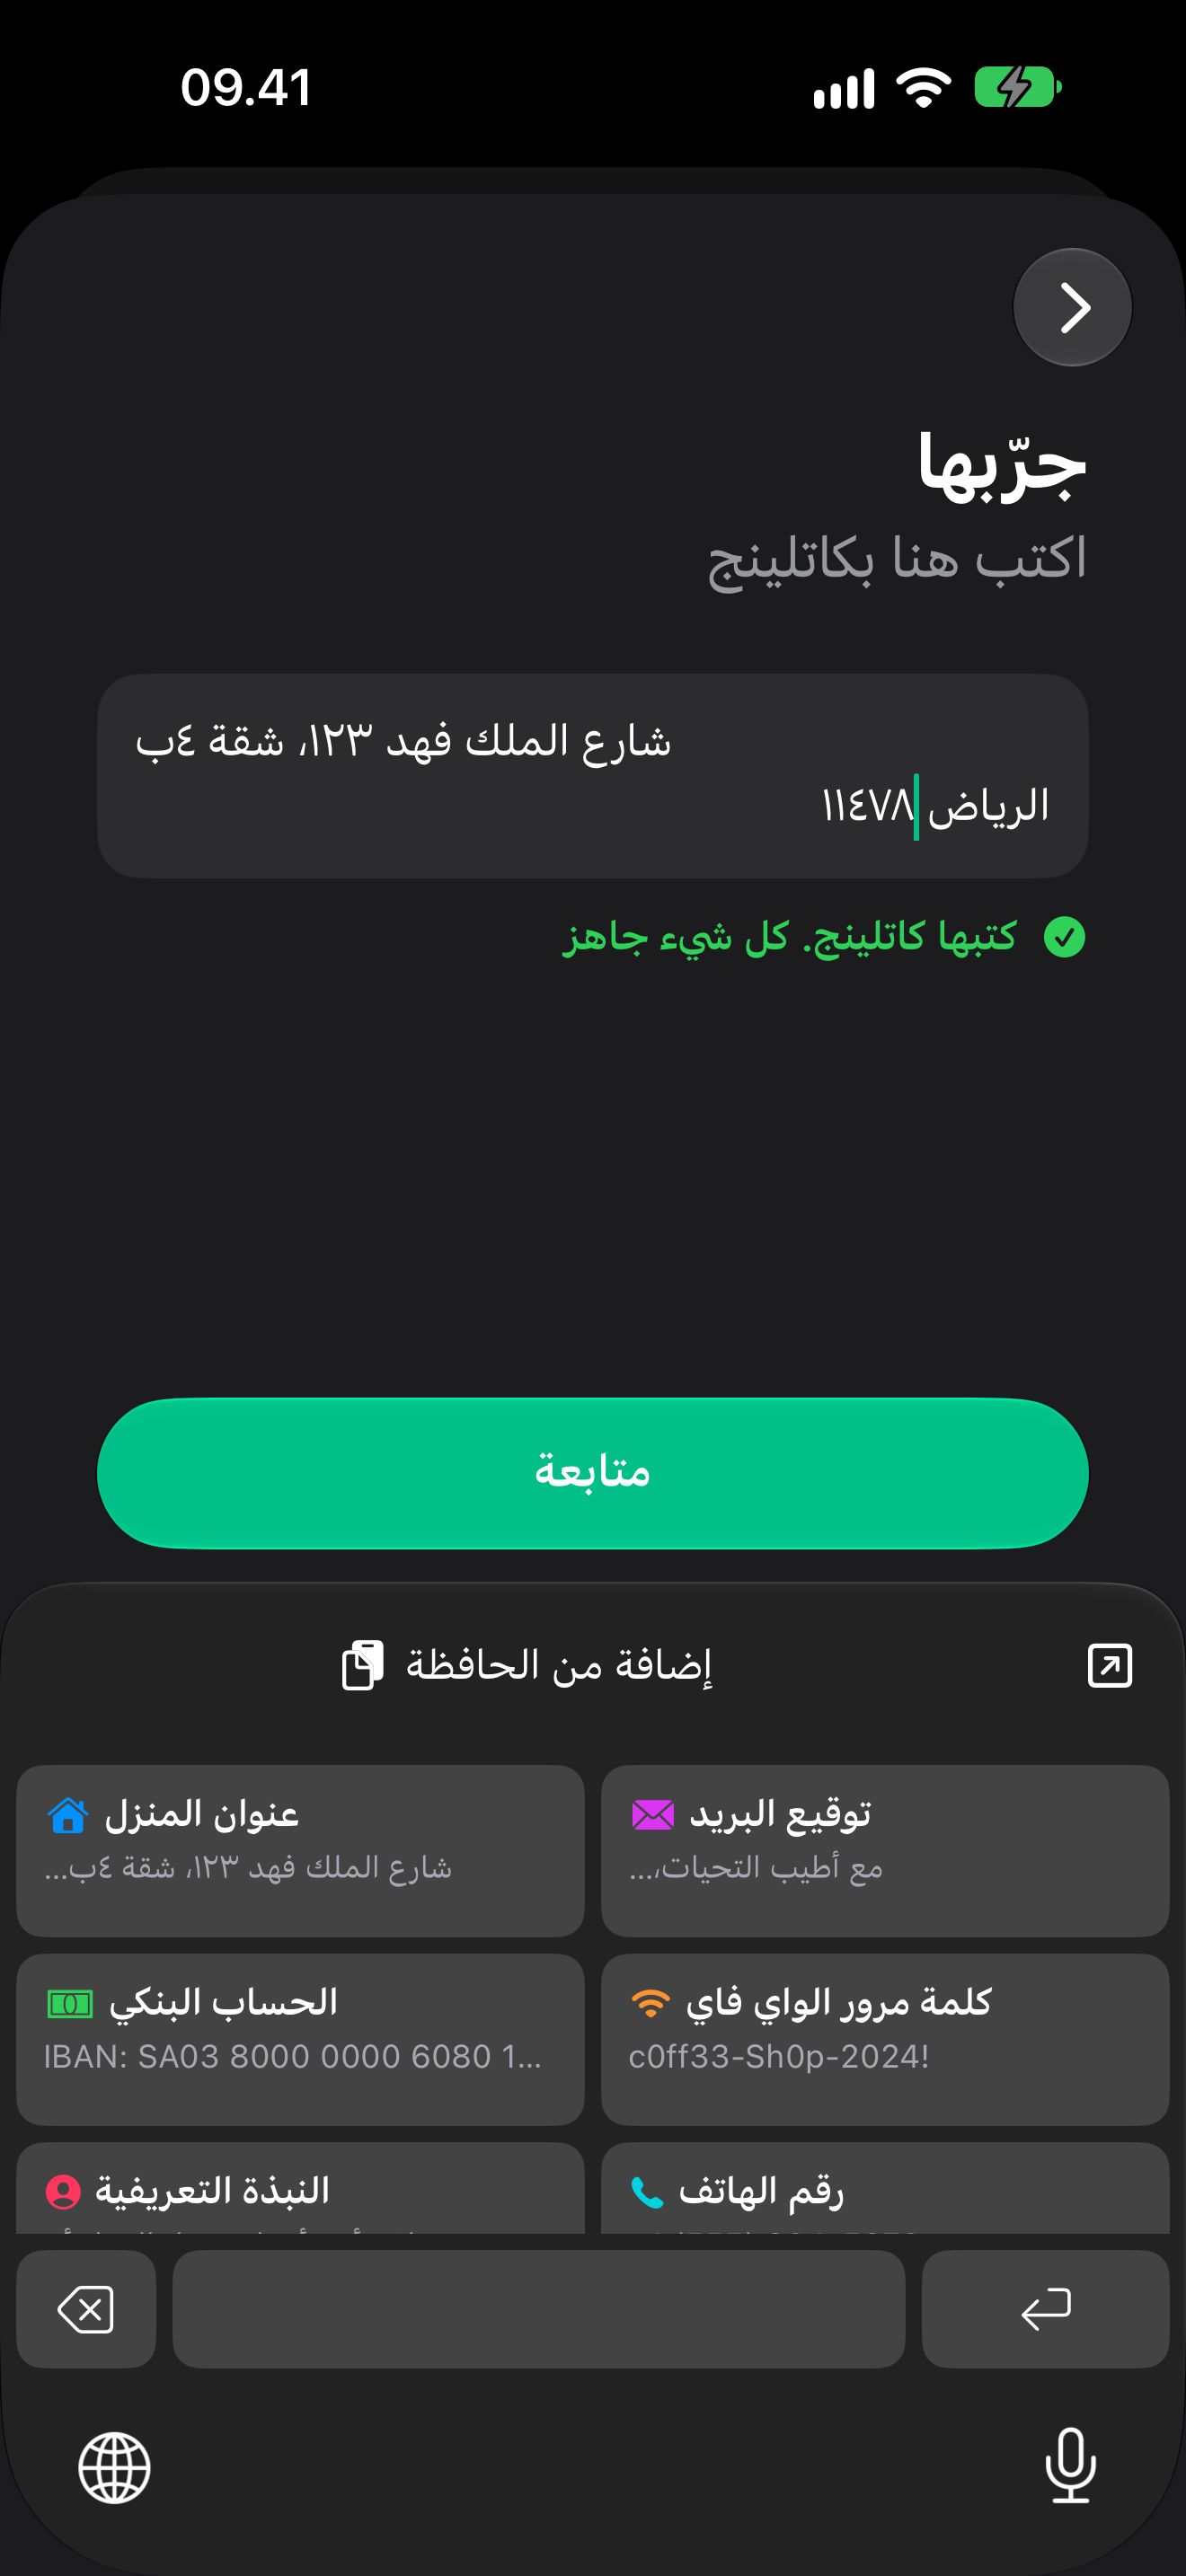 09.41
جرّبها
اكتب هنا بكاتلينج
شارع الملك فهد ١٢٣، شقة ٤ب
الرياض ١١٤٧٨
كتبها كاتلينج. كل شيء جاهز
متابعة
إضافة من الحافظة
توقيع البريد
مع أطيب التحيات،...
عنوان المنزل
شارع الملك فهد ١٢٣، شقة ٤ب...
كلمة مرور الواي فاي
c0ff33-Sh0p-2024!
الحساب البنكي
IBAN: SA03 8000 0000 6080 1...
رقم الهاتف
النبذة التعريفية